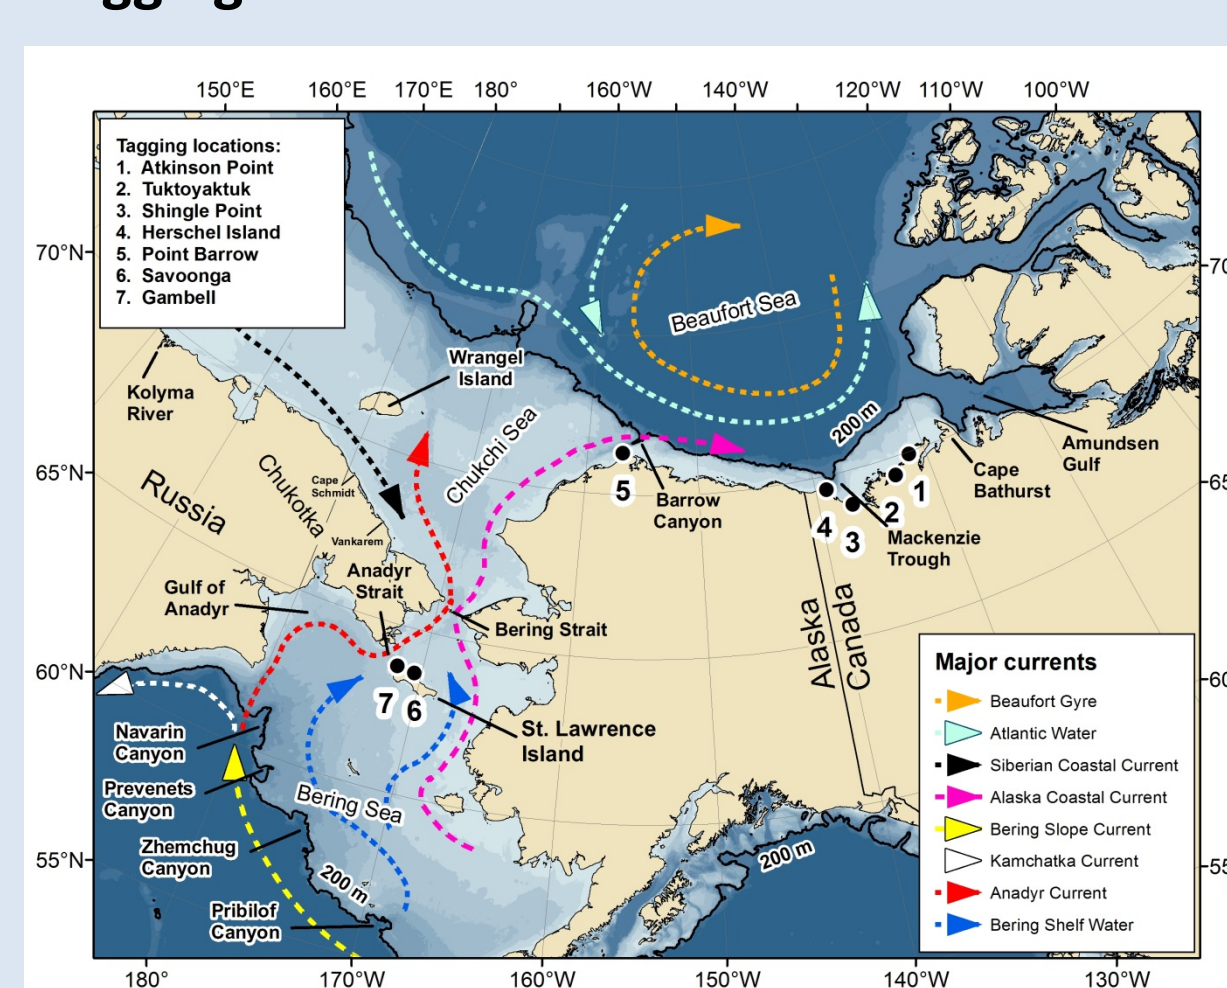 150°E 160°E 170°E 180° 160°W 140°W 120°W 110°W 100°W
Tagging locations:
1. Atkinson Point
2. Tuktoyaktuk
3. Shingle Point
4. Herschel Island
5. Point Barrow
6. Savoonga
7. Gambell
70°N
Beaufort Sea
Wrangel
Island
Kolyma
River
Chukchi Sea
200 m
Amundsen
Gulf
65°N
Cape
Bathurst
Russia
Chukotka
Cape
Schmidt
Vankarem
5
Barrow
Canyon
4
3
2
1
Mackenzie
Trough
Anadyr
Strait
Gulf of
Anadyr
Bering Strait
Alaska
Canada
60°N
7
6
St. Lawrence
Island
Navarin
Canyon
Prevenets
Canyon
Bering Sea
Zhemchug
Canyon
55°N
200 m
200 m
Pribilof
Canyon
Major currents
Beaufort Gyre
Atlantic Water
Siberian Coastal Current
Alaska Coastal Current
Bering Slope Current
Kamchatka Current
Anadyr Current
Bering Shelf Water
180° 170°W 160°W 150°W 140°W 130°W